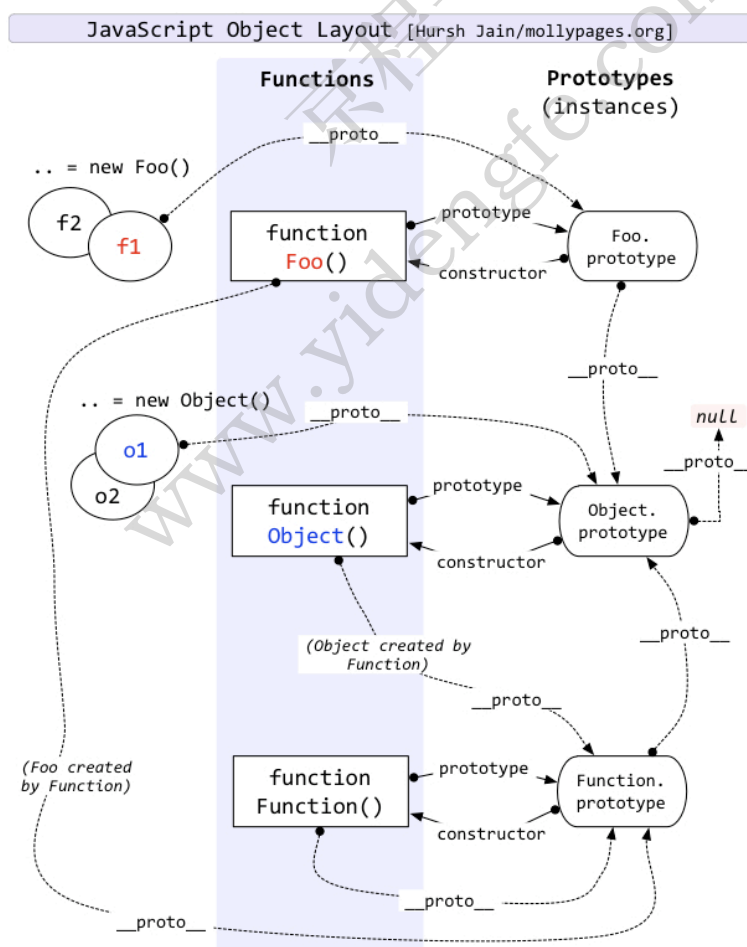 JavaScript Object Layout [Hursh Jain/mollypages.org]
Functions
Prototypes
(instances)
__proto__
.. = new Foo()
f2
f1
function
Foo()
prototype
constructor
Foo.
prototype
__proto__
.. = new Object()
__proto__
null
o1
o2
__proto__
function
Object()
prototype
constructor
Object.
prototype
(Object created by
Function)
__proto__
__proto__
(Foo created
by Function)
function
Function()
prototype
constructor
Function.
prototype
__proto__
__proto__
www.yidengfe.com
京程